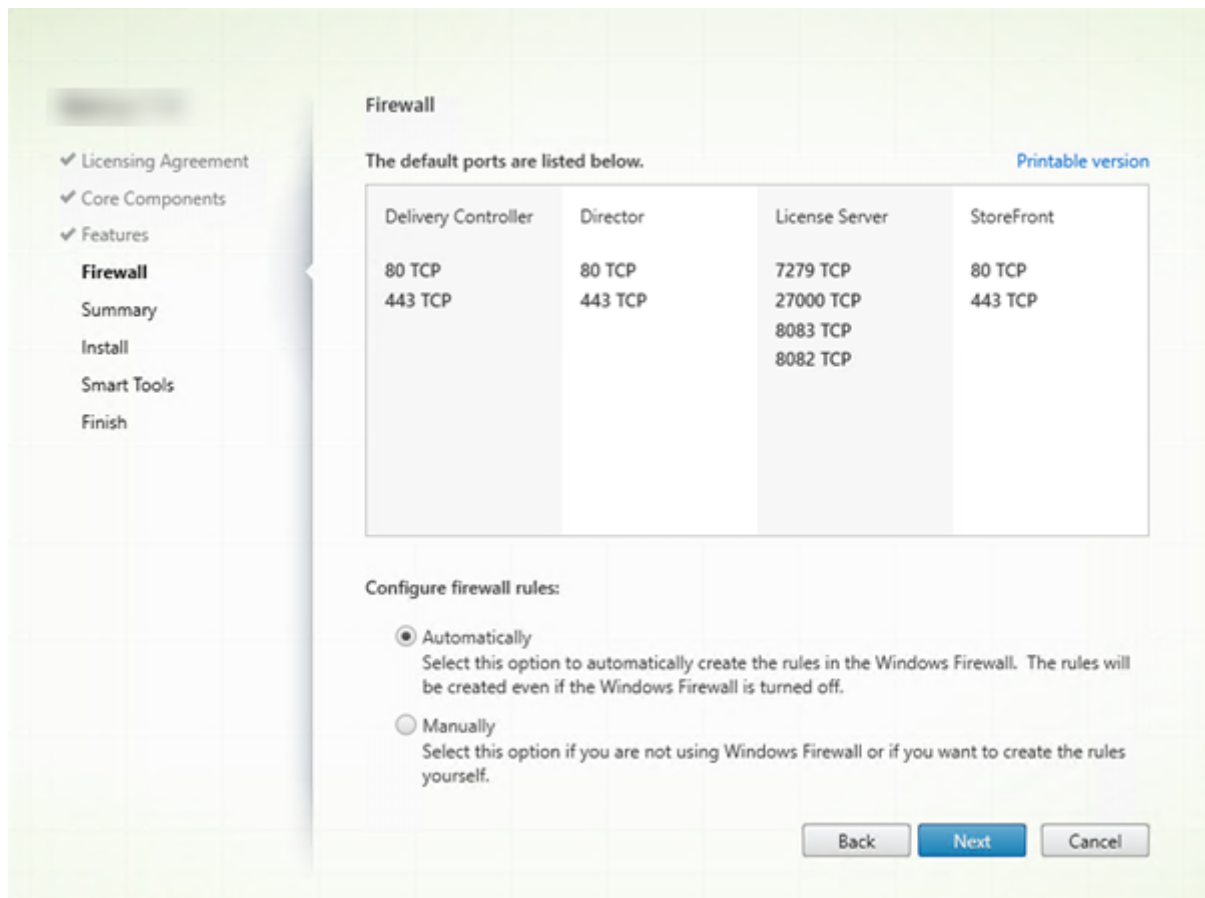 Firewall
✔ Licensing Agreement
✔ Core Components
✔ Features
Firewall
Summary
Install
Smart Tools
Finish
The default ports are listed below.
Printable version
Delivery Controller
80 TCP
443 TCP
Director
80 TCP
443 TCP
License Server
7279 TCP
27000 TCP
8083 TCP
8082 TCP
StoreFront
80 TCP
443 TCP
Configure firewall rules:
Automatically
Select this option to automatically create the rules in the Windows Firewall. The rules will
be created even if the Windows Firewall is turned off.
Manually
Select this option if you are not using Windows Firewall or if you want to create the rules
yourself.
Back
Next
Cancel